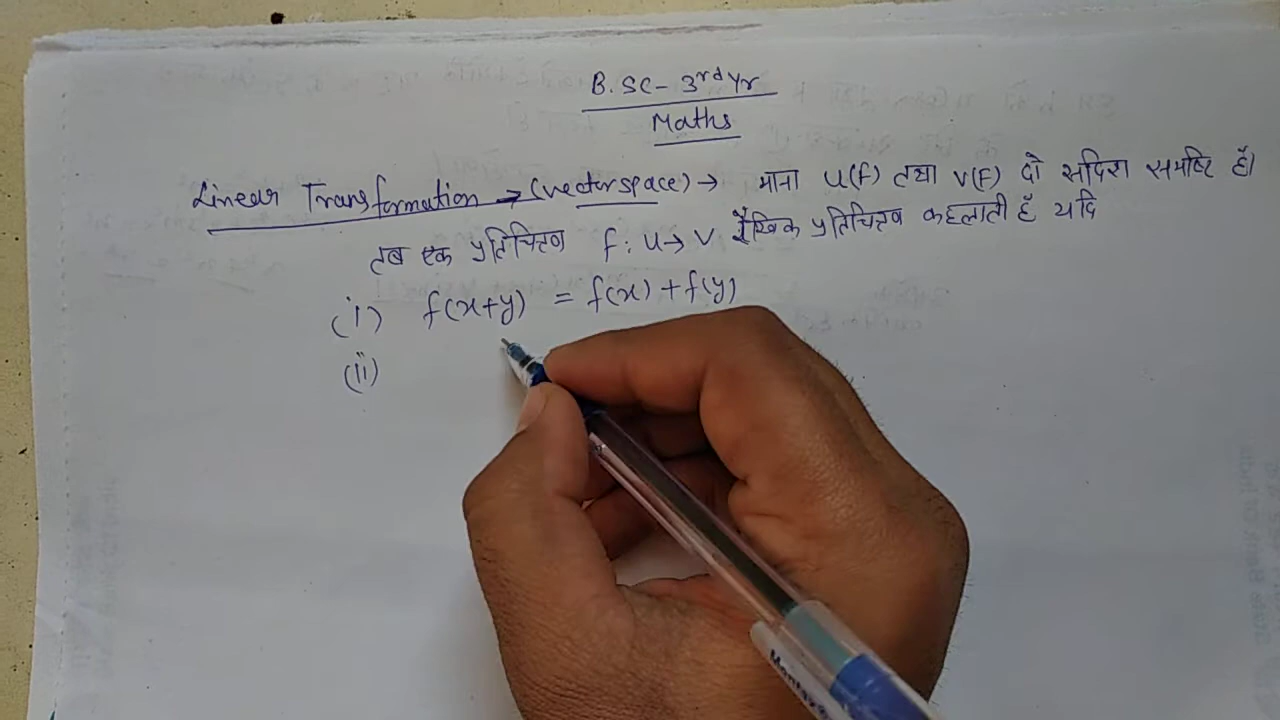 B.Sc- 3rd Yr
Maths
Linear Transformation → (vectorspace) → माना U(F) तथा V(F) दो सदिश समष्टि हैं।
तब एक प्रतिचित्रण f: U→V रैखिक प्रतिचित्रण कहलाती हैं यदि
(i) f(x+y) = f(x) + f(y)
(ii)